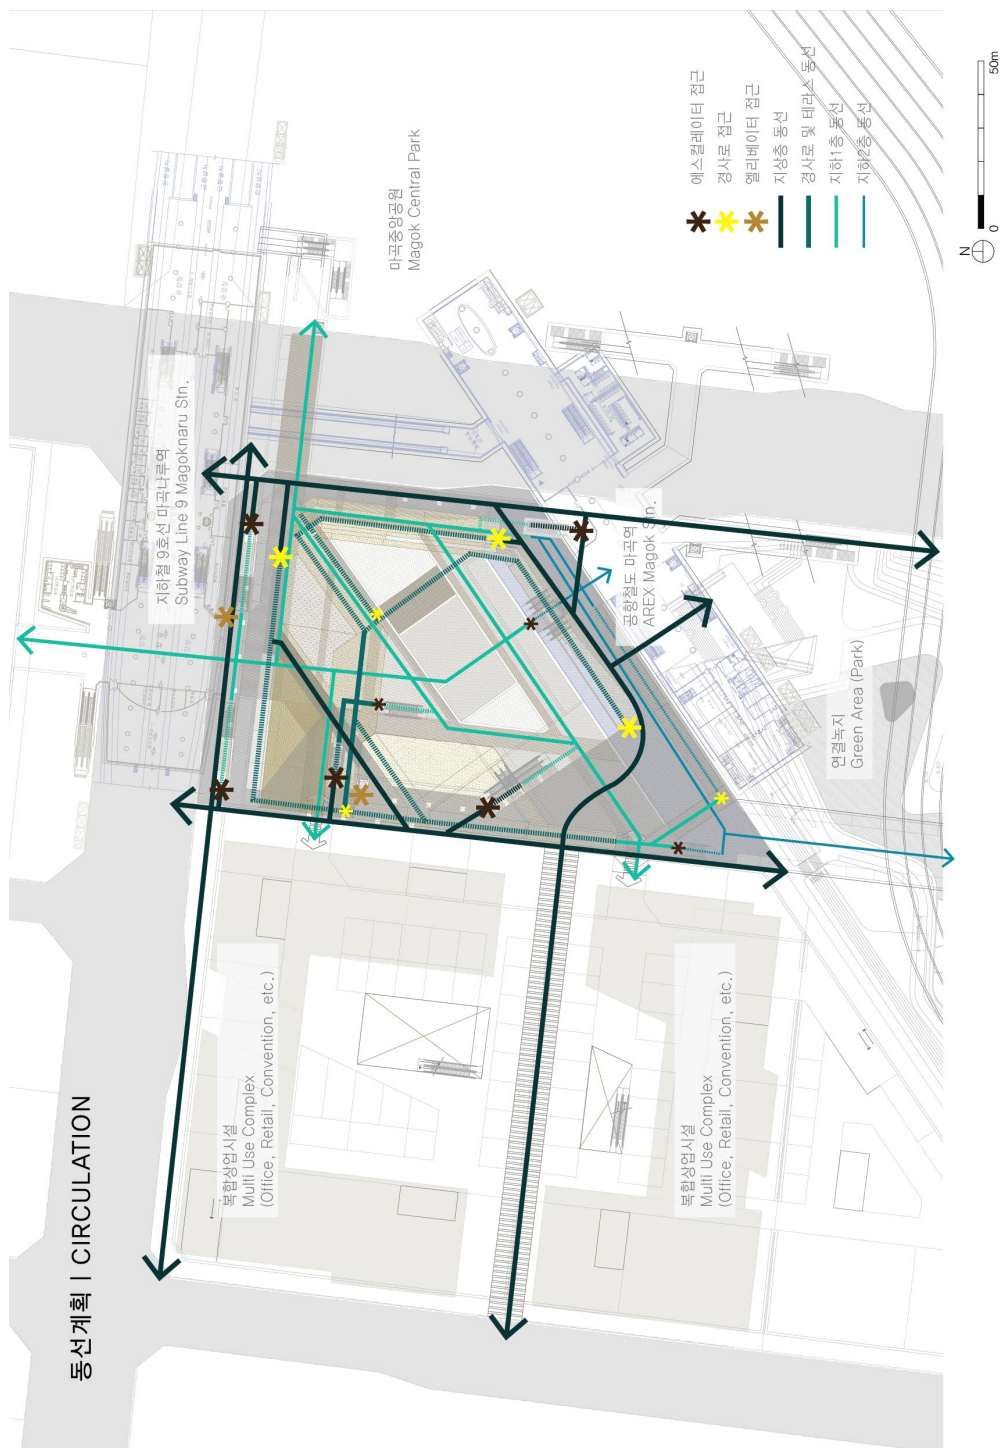 동선계획 | CIRCULATION
지하철 9호선 마곡나루역
Subway Line 9 Magoknaru Stn.
마곡중앙공원
Magok Central Park
공항철도 마곡역
AREX Magok Stn.
연결녹지
Green Area (Park)
복합상업시설
Multi Use Complex
(Office, Retail, Convention, etc.)
복합상업시설
Multi Use Complex
(Office, Retail, Convention, etc.)
에스컬레이터 접근
경사로 접근
엘리베이터 접근
지상층 동선
경사로 및 테라스 동선
지하1층 동선
지하2층 동선
N
0
50m